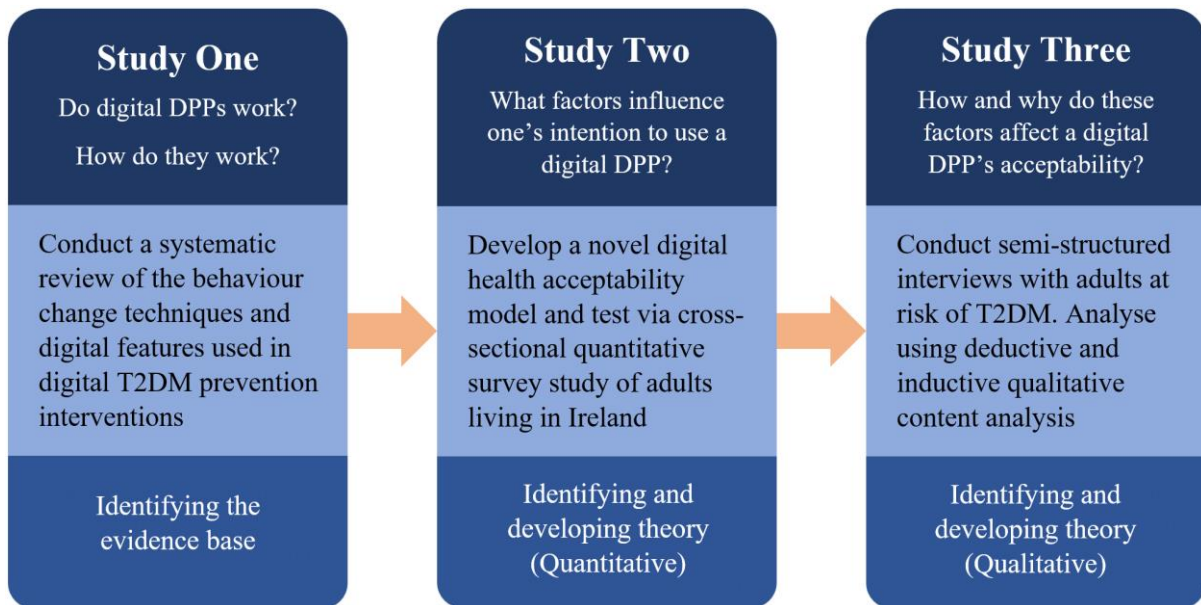 Study One
Do digital DPPs work?
How do they work?
Conduct a systematic
review of the behaviour
change techniques and
digital features used in
digital T2DM prevention
interventions
Identifying the
evidence base
Study Two
What factors influence
one’s intention to use a
digital DPP?
Develop a novel digital
health acceptability
model and test via cross-
sectional quantitative
survey study of adults
living in Ireland
Identifying and
developing theory
(Quantitative)
Study Three
How and why do these
factors affect a digital
DPP’s acceptability?
Conduct semi-structured
interviews with adults at
risk of T2DM. Analyse
using deductive and
inductive qualitative
content analysis
Identifying and
developing theory
(Qualitative)